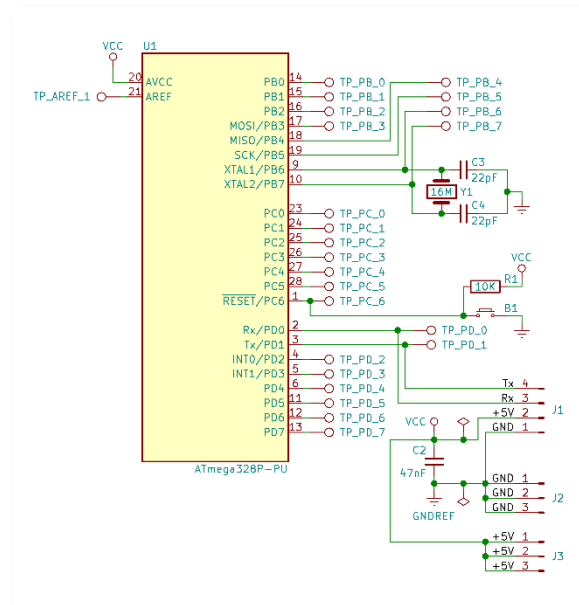 VCC
U1
20
AVCC
TP_AREF_1
21
AREF
PB0
14
TP_PB_0
TP_PB_4
PB1
15
TP_PB_1
TP_PB_5
PB2
16
TP_PB_2
TP_PB_6
MOSI/PB3
17
TP_PB_3
TP_PB_7
MISO/PB4
18
SCK/PB5
19
XTAL1/PB6
9
XTAL2/PB7
10
C3
22pF
16M
Y1
C4
22pF
PC0
23
TP_PC_0
PC1
24
TP_PC_1
PC2
25
TP_PC_2
PC3
26
TP_PC_3
PC4
27
TP_PC_4
PC5
28
TP_PC_5
RESET/PC6
1
TP_PC_6
VCC
R1
10K
B1
Rx/PD0
2
TP_PD_0
Tx/PD1
3
TP_PD_1
INT0/PD2
4
TP_PD_2
INT1/PD3
5
TP_PD_3
PD4
6
TP_PD_4
PD5
11
TP_PD_5
PD6
12
TP_PD_6
PD7
13
TP_PD_7
ATmega328P-PU
Tx 4
Rx 3
+5V 2
GND 1
J1
VCC
C2
47nF
GNDREF
GND 1
GND 2
GND 3
J2
+5V 1
+5V 2
+5V 3
J3